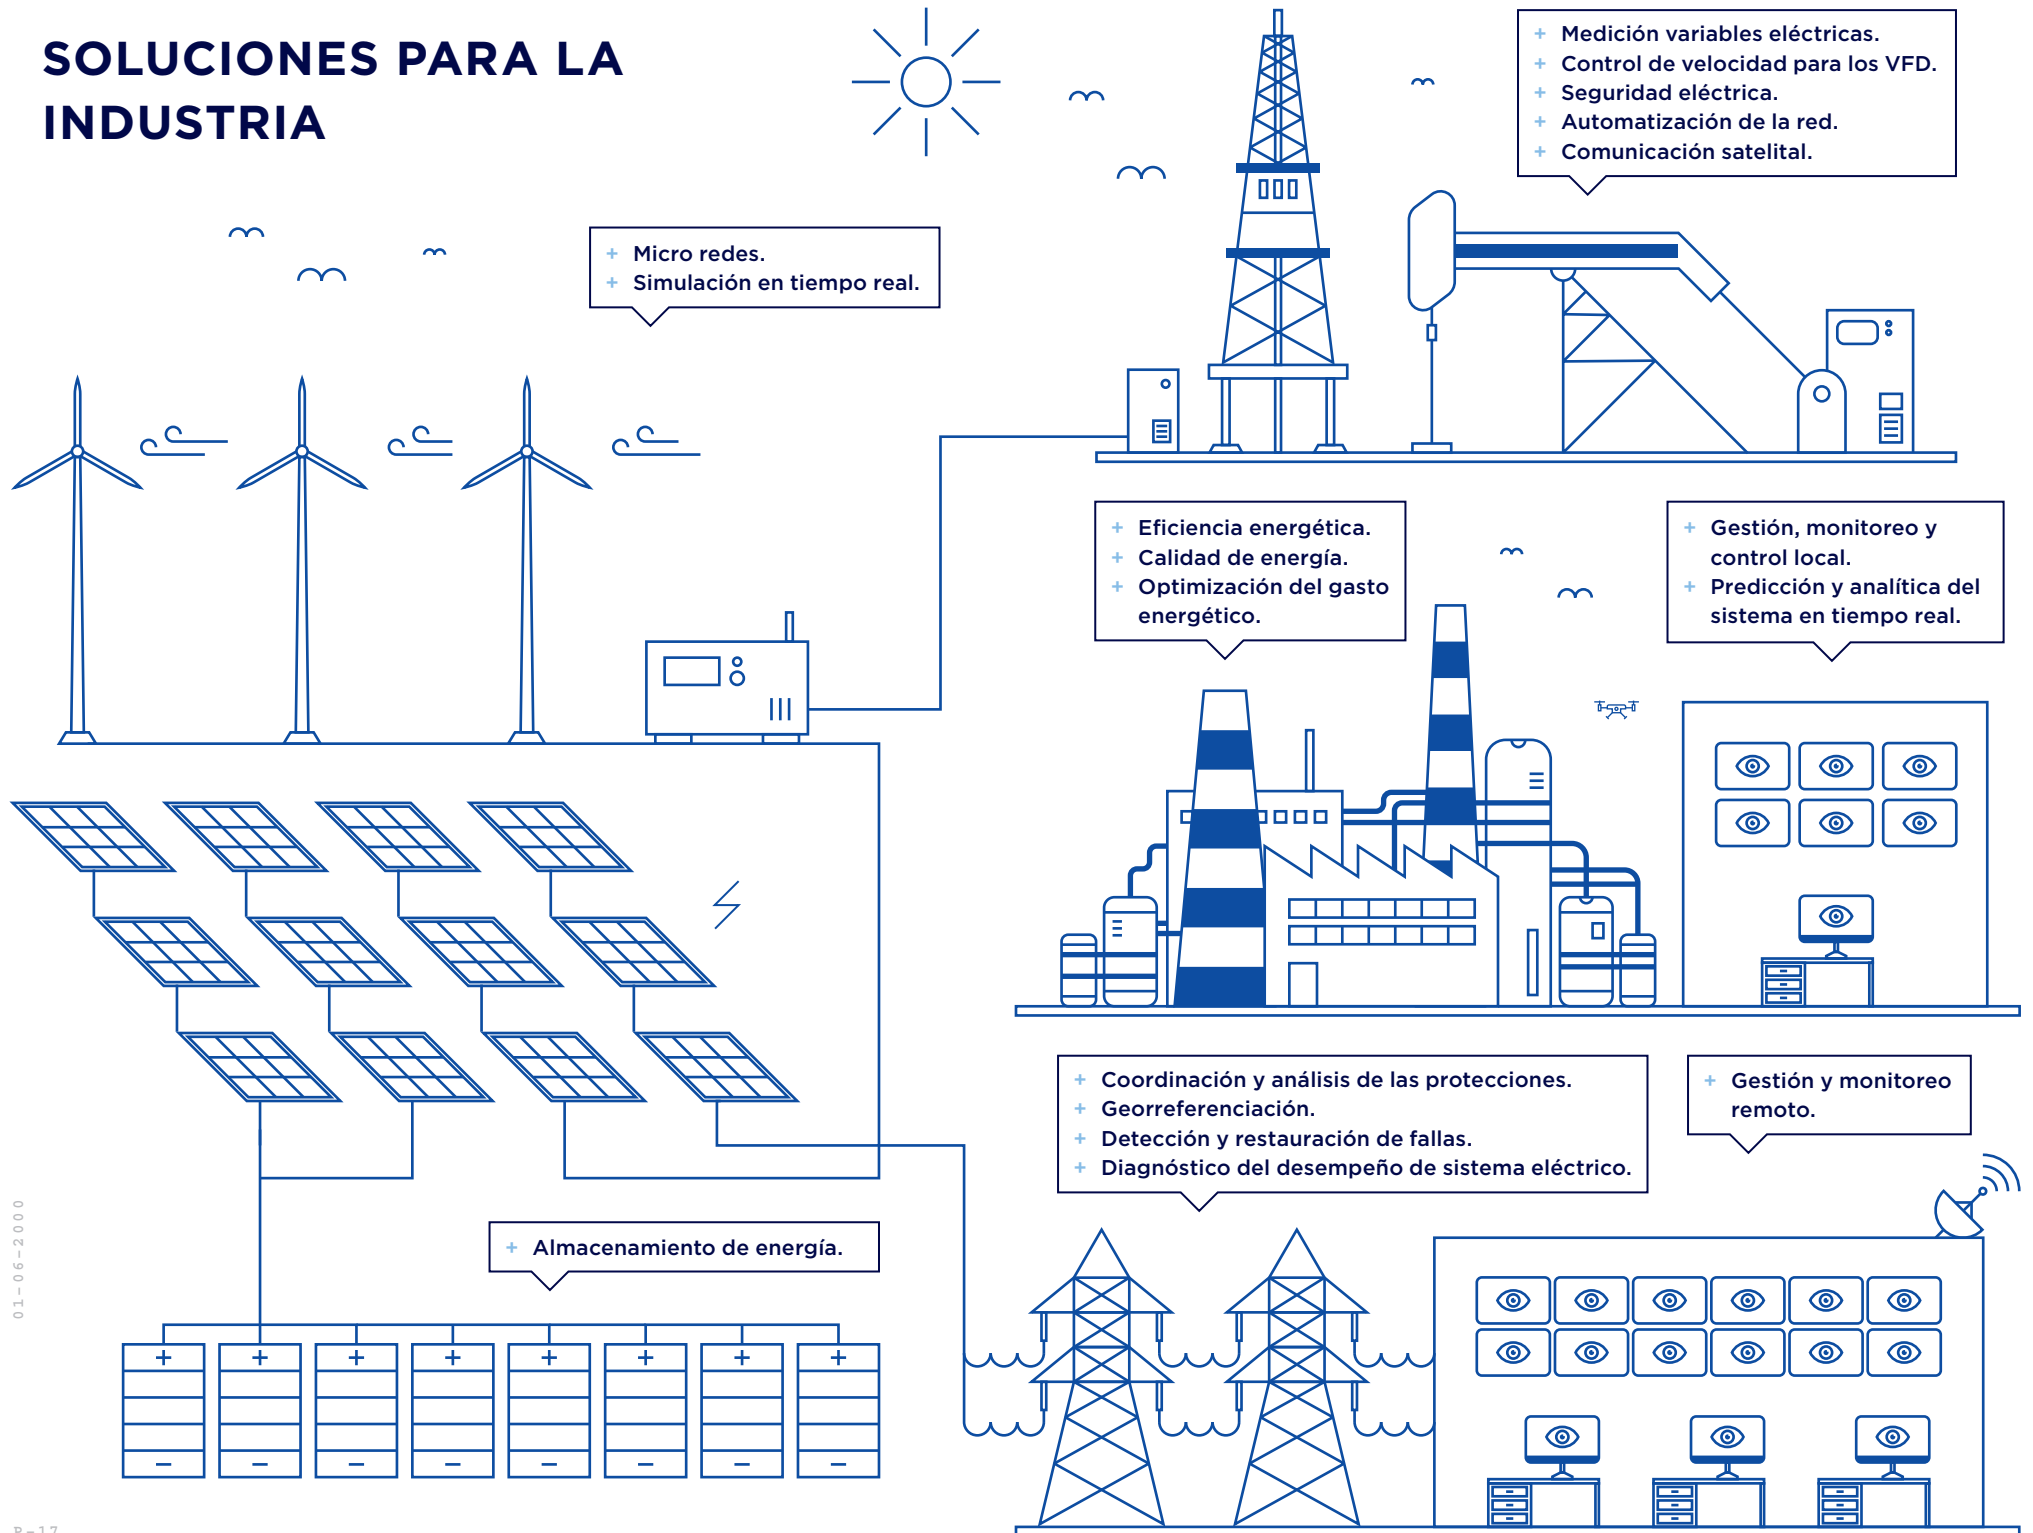 SOLUCIONES PARA LA
INDUSTRIA
+ Medición variables eléctricas.
+ Control de velocidad para los VFD.
+ Seguridad eléctrica.
+ Automatización de la red.
+ Comunicación satelital.
+ Micro redes.
+ Simulación en tiempo real.
+ Eficiencia energética.
+ Calidad de energía.
+ Optimización del gasto
energético.
+ Gestión, monitoreo y
control local.
+ Predicción y analítica del
sistema en tiempo real.
+ Coordinación y análisis de las protecciones.
+ Georreferenciación.
+ Detección y restauración de fallas.
+ Diagnóstico del desempeño de sistema eléctrico.
+ Gestión y monitoreo
remoto.
+ Almacenamiento de energía.
01-06-2000